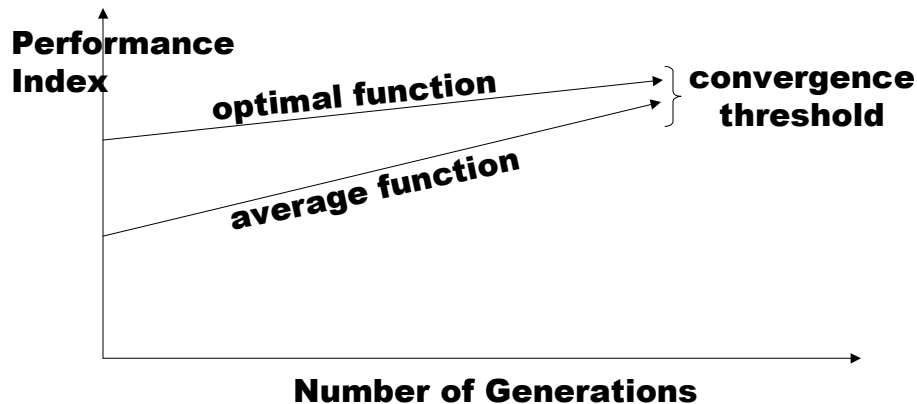 Performance
Index
optimal function
convergence
threshold
average function
Number of Generations